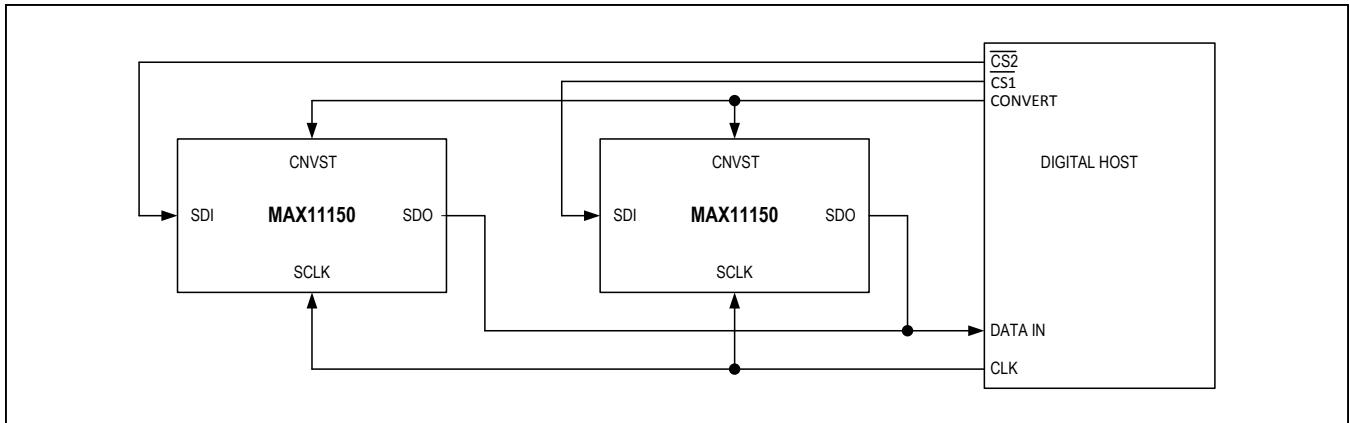 CS2
CS1
CONVERT
CNVST
CNVST
DIGITAL HOST
SDI
MAX11150
SDO
SDI
MAX11150
SDO
SCLK
SCLK
DATA IN
CLK